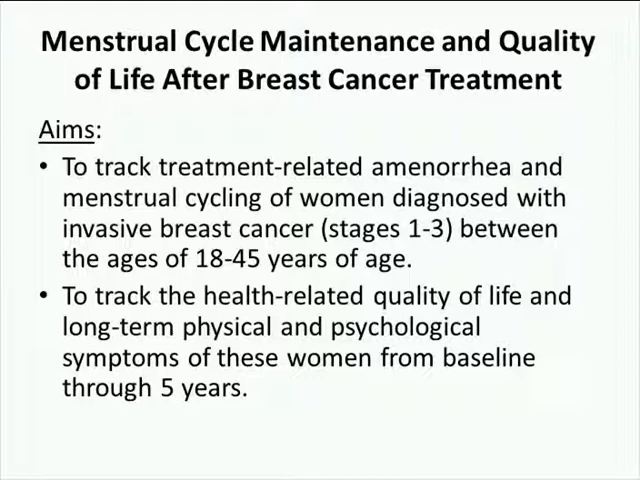 Menstrual Cycle Maintenance and Quality
of Life After Breast Cancer Treatment
Aims:
• To track treatment-related amenorrhea and
menstrual cycling of women diagnosed with
invasive breast cancer (stages 1-3) between
the ages of 18-45 years of age.
• To track the health-related quality of life and
long-term physical and psychological
symptoms of these women from baseline
through 5 years.